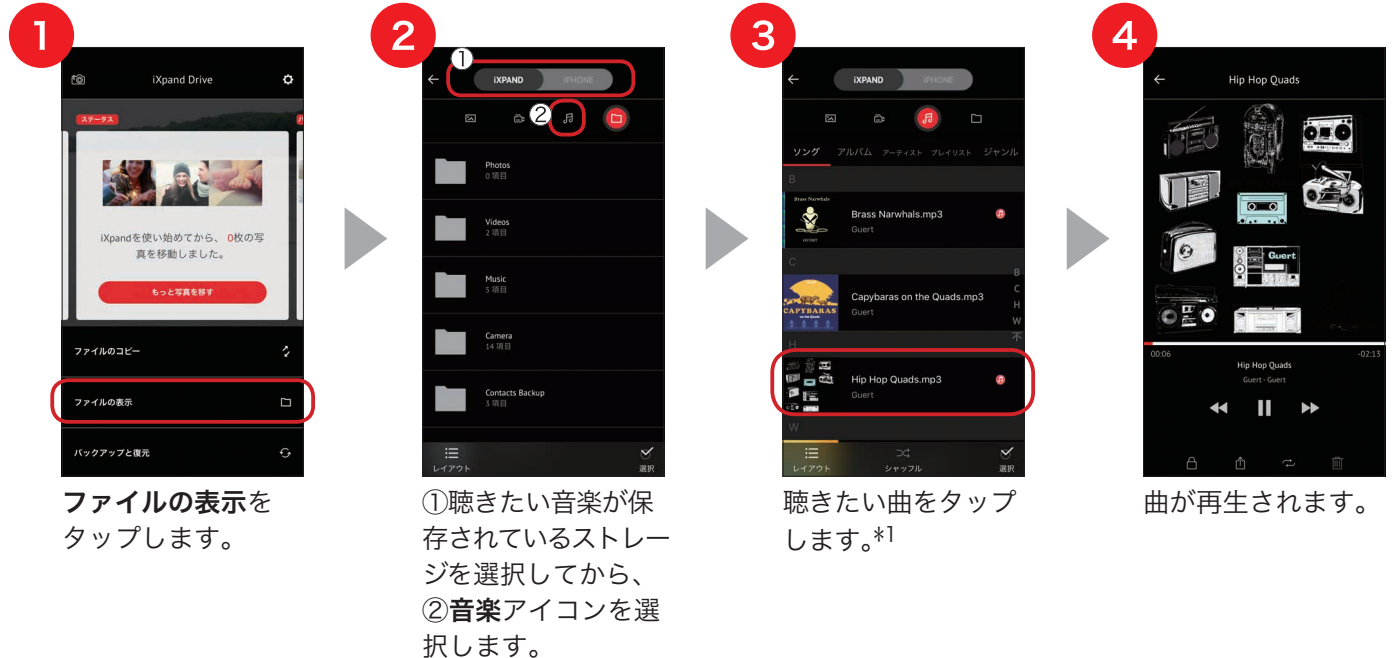 1
iXpand Drive
ステータス
iXpandを使い始めてから、 0枚の写
真を移動しました。
もっと写真を移す
ファイルのコピー
ファイルの表示
バックアップと復元
ファイルの表示を
タップします。
2
①
iXPAND iPHONE
②
Photos
0 項目
Videos
2 項目
Music
5 項目
Camera
14 項目
Contacts Backup
3 項目
レイアウト 選択
①聴きたい音楽が保
存されているストレー
ジを選択してから、
②音楽アイコンを選
択します。
3
iXPAND iPHONE
ソング アルバム アーティスト プレイリスト ジャンル
B
Brass Narwhals
GUERT
Brass Narwhals.mp3
Guert
C
CAPYBARAS
on the Quads
Capybaras on the Quads.mp3
Guert
B
C
H
W
H
Hip Hop Quads.mp3
Guert
W
レイアウト シャッフル 選択
聴きたい曲をタップ
します。*1
4
Hip Hop Quads
Guert
00:06 -02:13
Hip Hop Quads
Guert - Guert
曲が再生されます。